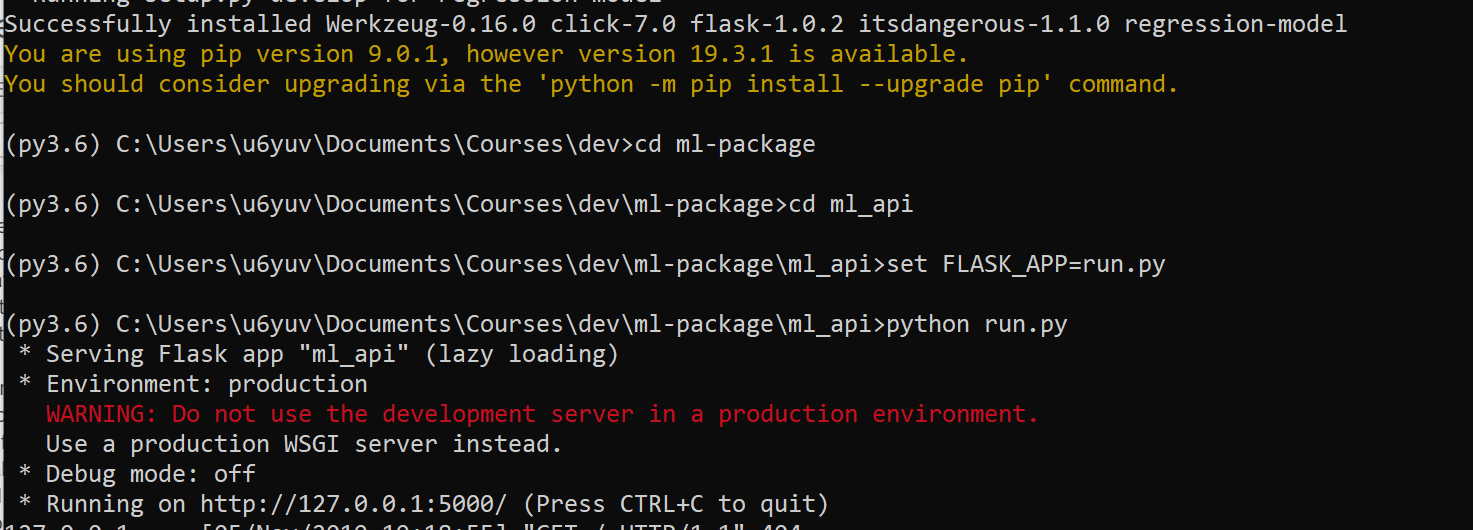 Running setup.py develop for regression-model
Successfully installed Werkzeug-0.16.0 click-7.0 flask-1.0.2 itsdangerous-1.1.0 regression-model
You are using pip version 9.0.1, however version 19.3.1 is available.
You should consider upgrading via the 'python -m pip install --upgrade pip' command.
(py3.6) C:\Users\u6yuv\Documents\Courses\dev>cd ml-package
(py3.6) C:\Users\u6yuv\Documents\Courses\dev\ml-package>cd ml_api
(py3.6) C:\Users\u6yuv\Documents\Courses\dev\ml-package\ml_api>set FLASK_APP=run.py
(py3.6) C:\Users\u6yuv\Documents\Courses\dev\ml-package\ml_api>python run.py
* Serving Flask app "ml_api" (lazy loading)
* Environment: production
WARNING: Do not use the development server in a production environment.
Use a production WSGI server instead.
* Debug mode: off
* Running on http://127.0.0.1:5000/ (Press CTRL+C to quit)
127.0.0.1 - - [05/Nov/2019 10:18:55] "GET / HTTP/1.1" 404